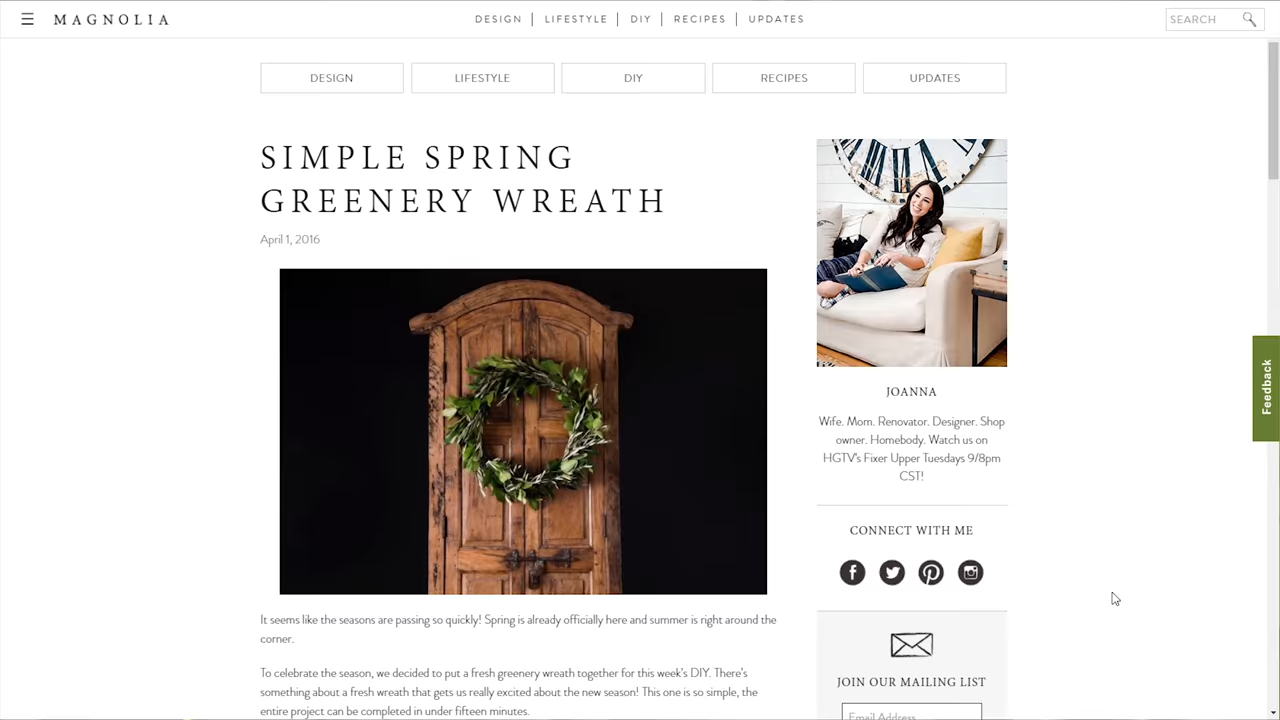 ☰ MAGNOLIA
DESIGN | LIFESTYLE | DIY | RECIPES | UPDATES
SEARCH
DESIGN
LIFESTYLE
DIY
RECIPES
UPDATES
SIMPLE SPRING
GREENERY WREATH
April 1, 2016
It seems like the seasons are passing so quickly! Spring is already officially here and summer is right around the
corner.
To celebrate the season, we decided to put a fresh greenery wreath together for this week's DIY. There's
something about a fresh wreath that gets us really excited about the new season! This one is so simple, the
entire project can be completed in under fifteen minutes.
JOANNA
Wife. Mom. Renovator. Designer. Shop
owner. Homebody. Watch us on
HGTV's Fixer Upper Tuesdays 9/8pm
CST!
CONNECT WITH ME
JOIN OUR MAILING LIST
Email Address
Feedback